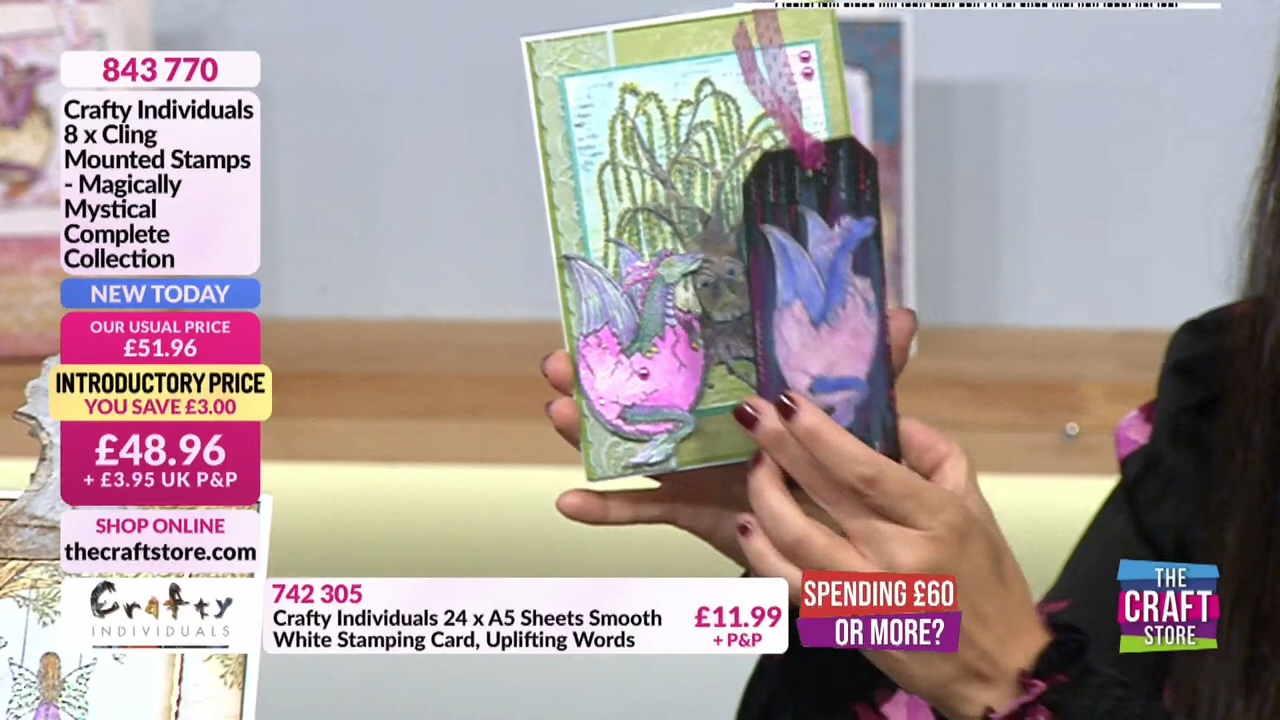 843 770
Crafty Individuals
8 x Cling
Mounted Stamps
- Magically
Mystical
Complete
Collection
NEW TODAY
OUR USUAL PRICE
£51.96
INTRODUCTORY PRICE
YOU SAVE £3.00
£48.96
+ £3.95 UK P&P
SHOP ONLINE
thecraftstore.com
Crafty
INDIVIDUALS
742 305
Crafty Individuals 24 x A5 Sheets Smooth
White Stamping Card, Uplifting Words
£11.99
+ P&P
SPENDING £60
OR MORE?
THE
CRAFT
STORE